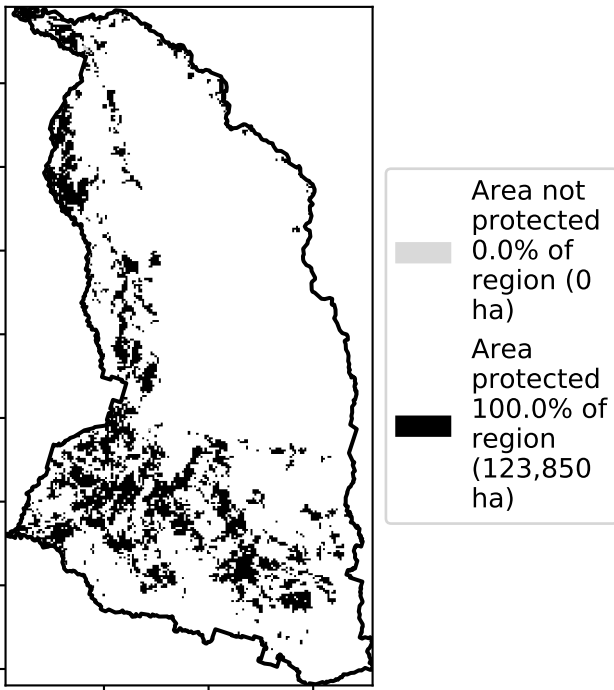 Area not
protected
0.0% of
region (0
ha)
Area
protected
100.0% of
region
(123,850
ha)